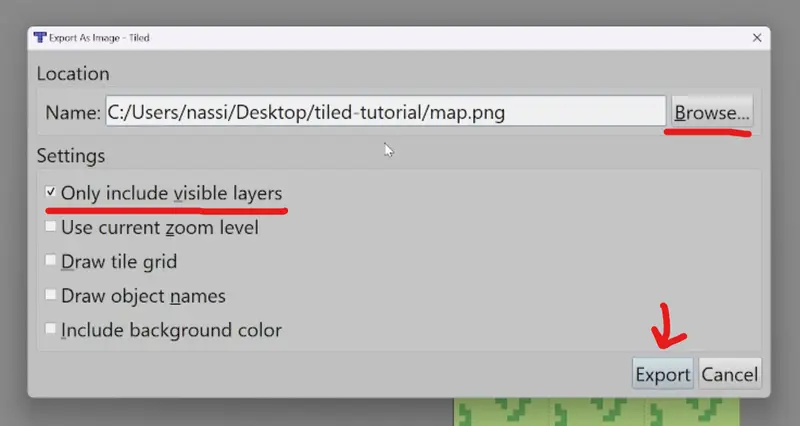 Export As Image - Tiled
Location
Name: C:/Users/nassi/Desktop/tiled-tutorial/map.png Browse...
Settings
Only include visible layers
Use current zoom level
Draw tile grid
Draw object names
Include background color
Export Cancel